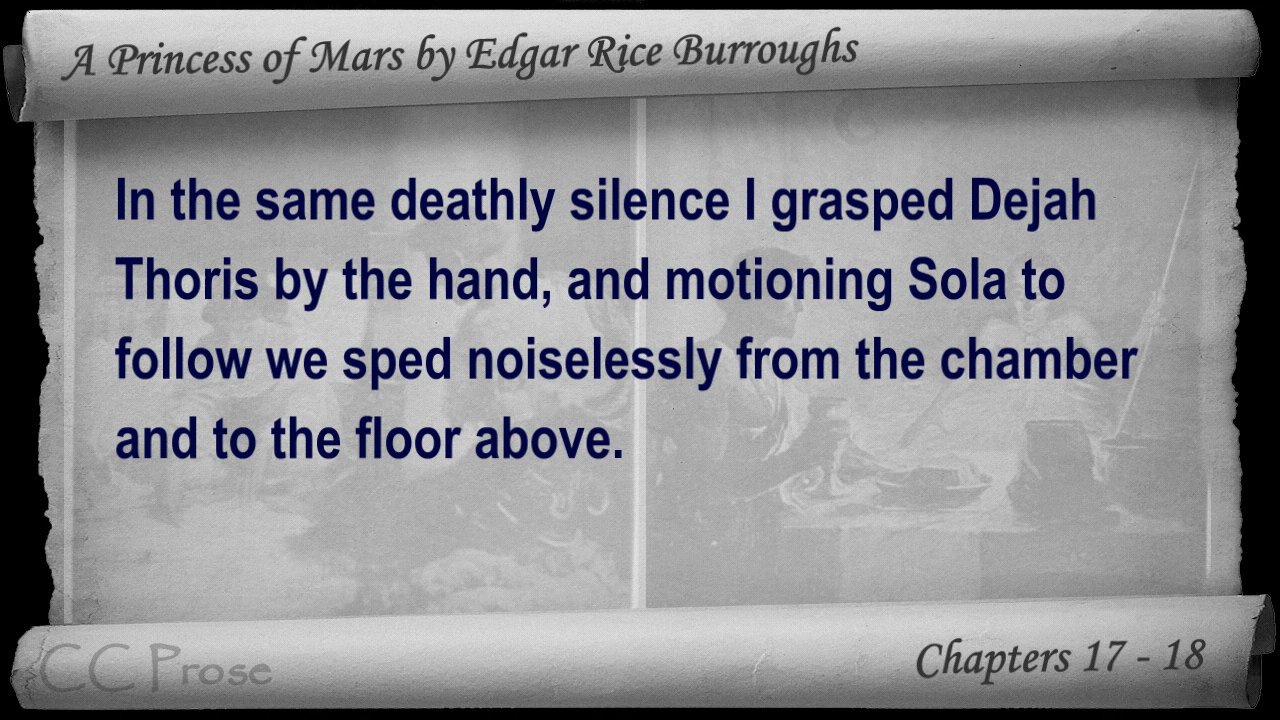 A Princess of Mars by Edgar Rice Burroughs
In the same deathly silence I grasped Dejah
Thoris by the hand, and motioning Sola to
follow we sped noiselessly from the chamber
and to the floor above.
CC Prose
Chapters 17 - 18